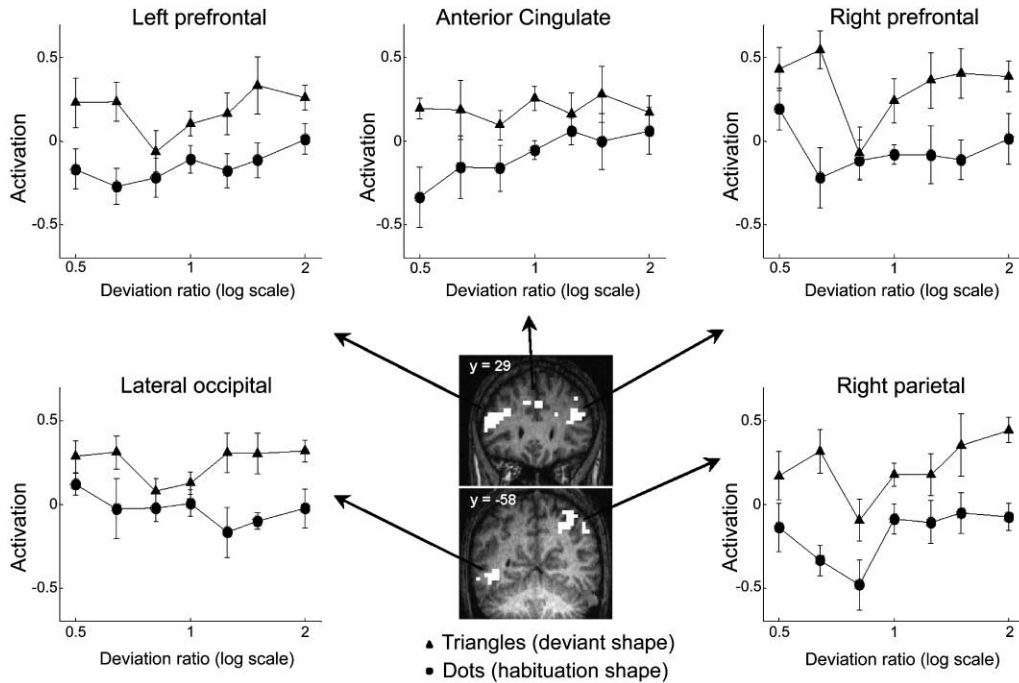 Left prefrontal
Anterior Cingulate
Right prefrontal
0.5
0
-0.5
Activation
0.5
1
2
Deviation ratio (log scale)
0.5
0
-0.5
Activation
0.5
1
2
Deviation ratio (log scale)
0.5
0
-0.5
Activation
0.5
1
2
Deviation ratio (log scale)
y = 29
y = -58
Lateral occipital
0.5
0
-0.5
Activation
0.5
1
2
Deviation ratio (log scale)
Right parietal
0.5
0
-0.5
Activation
0.5
1
2
Deviation ratio (log scale)
Triangles (deviant shape)
Dots (habituation shape)